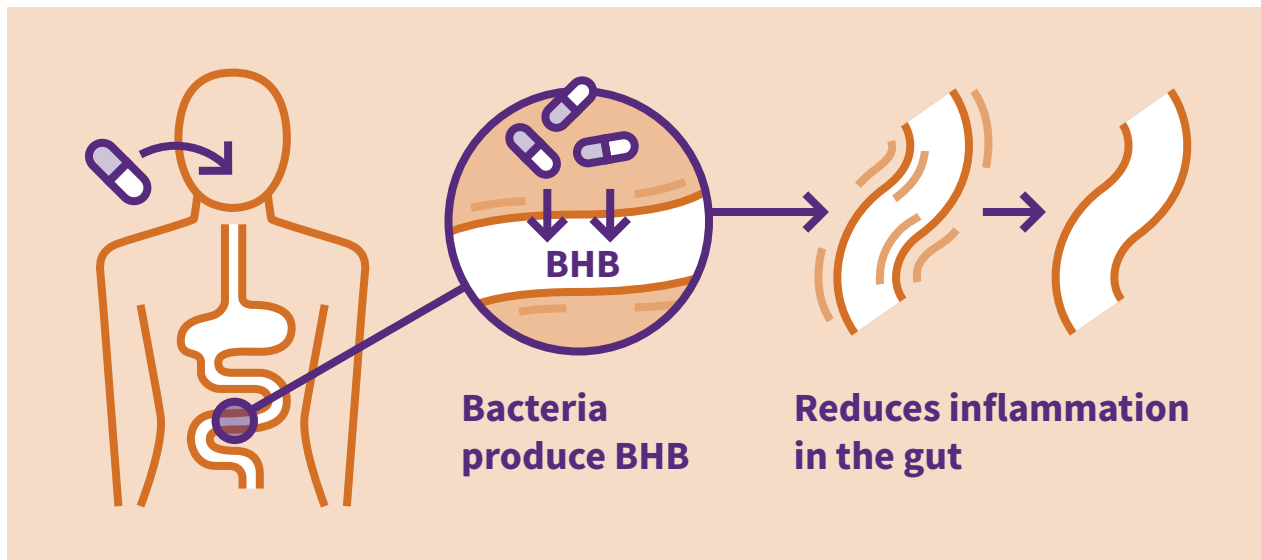 BHB
Bacteria
produce BHB
Reduces inflammation
in the gut